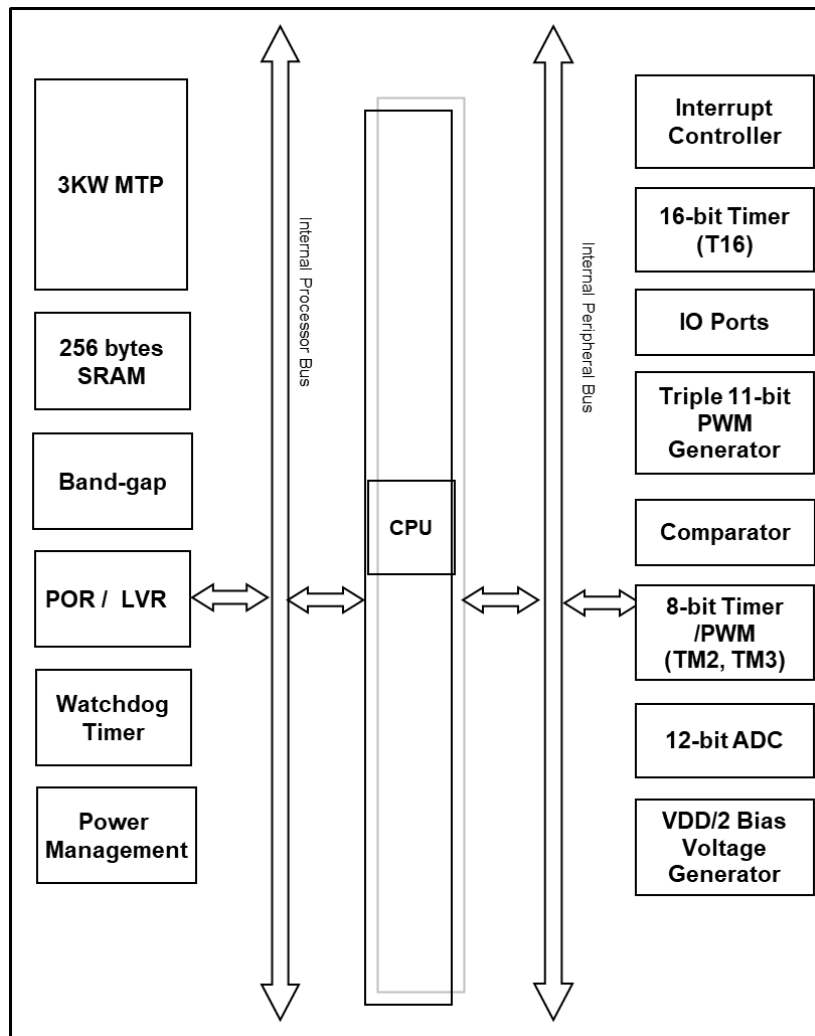 3KW MTP
256 bytes
SRAM
Band-gap
POR / LVR
Watchdog
Timer
Power
Management
Internal Processor Bus
CPU
Internal Peripheral Bus
Interrupt
Controller
16-bit Timer
(T16)
IO Ports
Triple 11-bit
PWM
Generator
Comparator
8-bit Timer
/PWM
(TM2, TM3)
12-bit ADC
VDD/2 Bias
Voltage
Generator